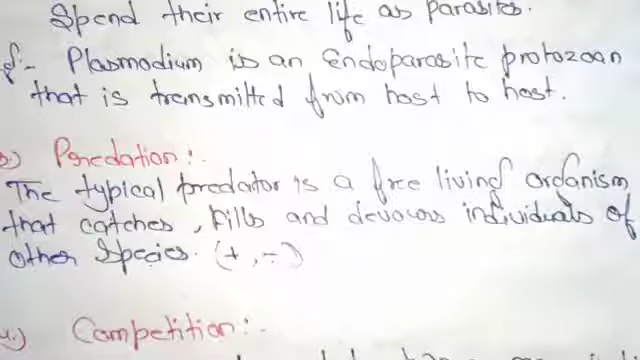 Spend their entire life as parasites.
Plasmodium is an Endoparasite protozoan
that is transmitted from host to host.
Predation:-
The typical predator is a free living organism
that catches, kills and devours individuals of
other species. (+, -)
4.) Competition:-